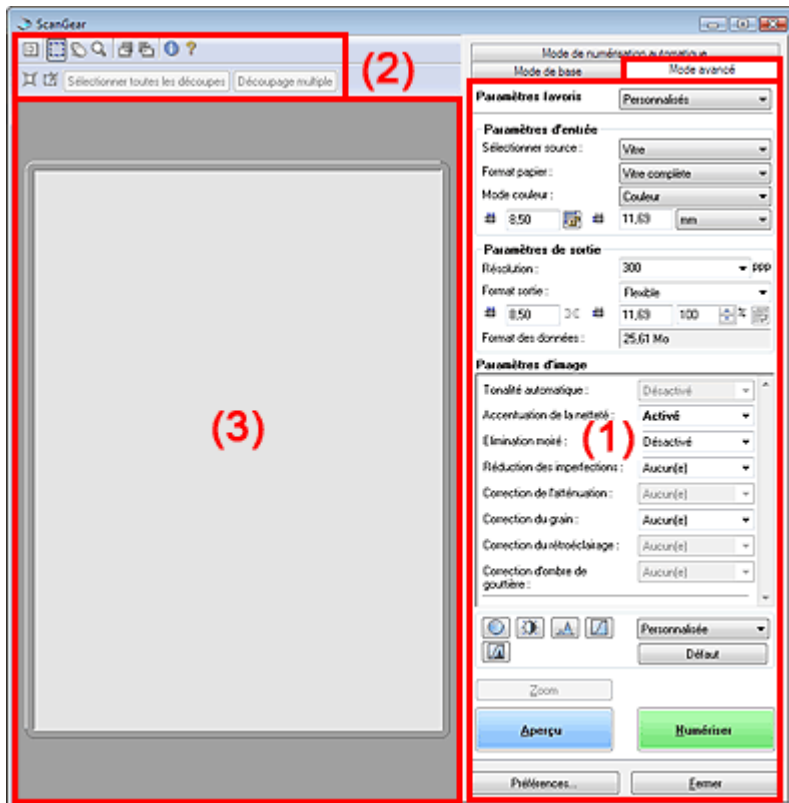 ScanGear
(2)
Sélectionner toutes les découpes Découpage multiple
Mode de numérisation automatique
Mode de base Mode avancé
Paramètres favoris Personnalisés
Paramètres d'entrée
Sélectionner source : Vitre
Format papier : Vitre complète
Mode couleur : Couleur
8,50 11,69 mm
Paramètres de sortie
Résolution : 300 ppp
Format sortie : Flexible
8,50 11,69 100 %
Format des données : 25,61 Mo
Paramètres d'image
Tonalité automatique : Désactivé
Accentuation de la netteté : Activé
(1)
Elimination moiré : Désactivé
Réduction des imperfections : Aucun(e)
Correction de l'atténuation : Aucun(e)
Correction du grain : Aucun(e)
Correction du rétroéclairage : Aucun(e)
Correction d'ombre de
gouttière : Aucun(e)
(3)
Personnalisée
Défaut
Zoom
Aperçu Numériser
Préférences... Fermer